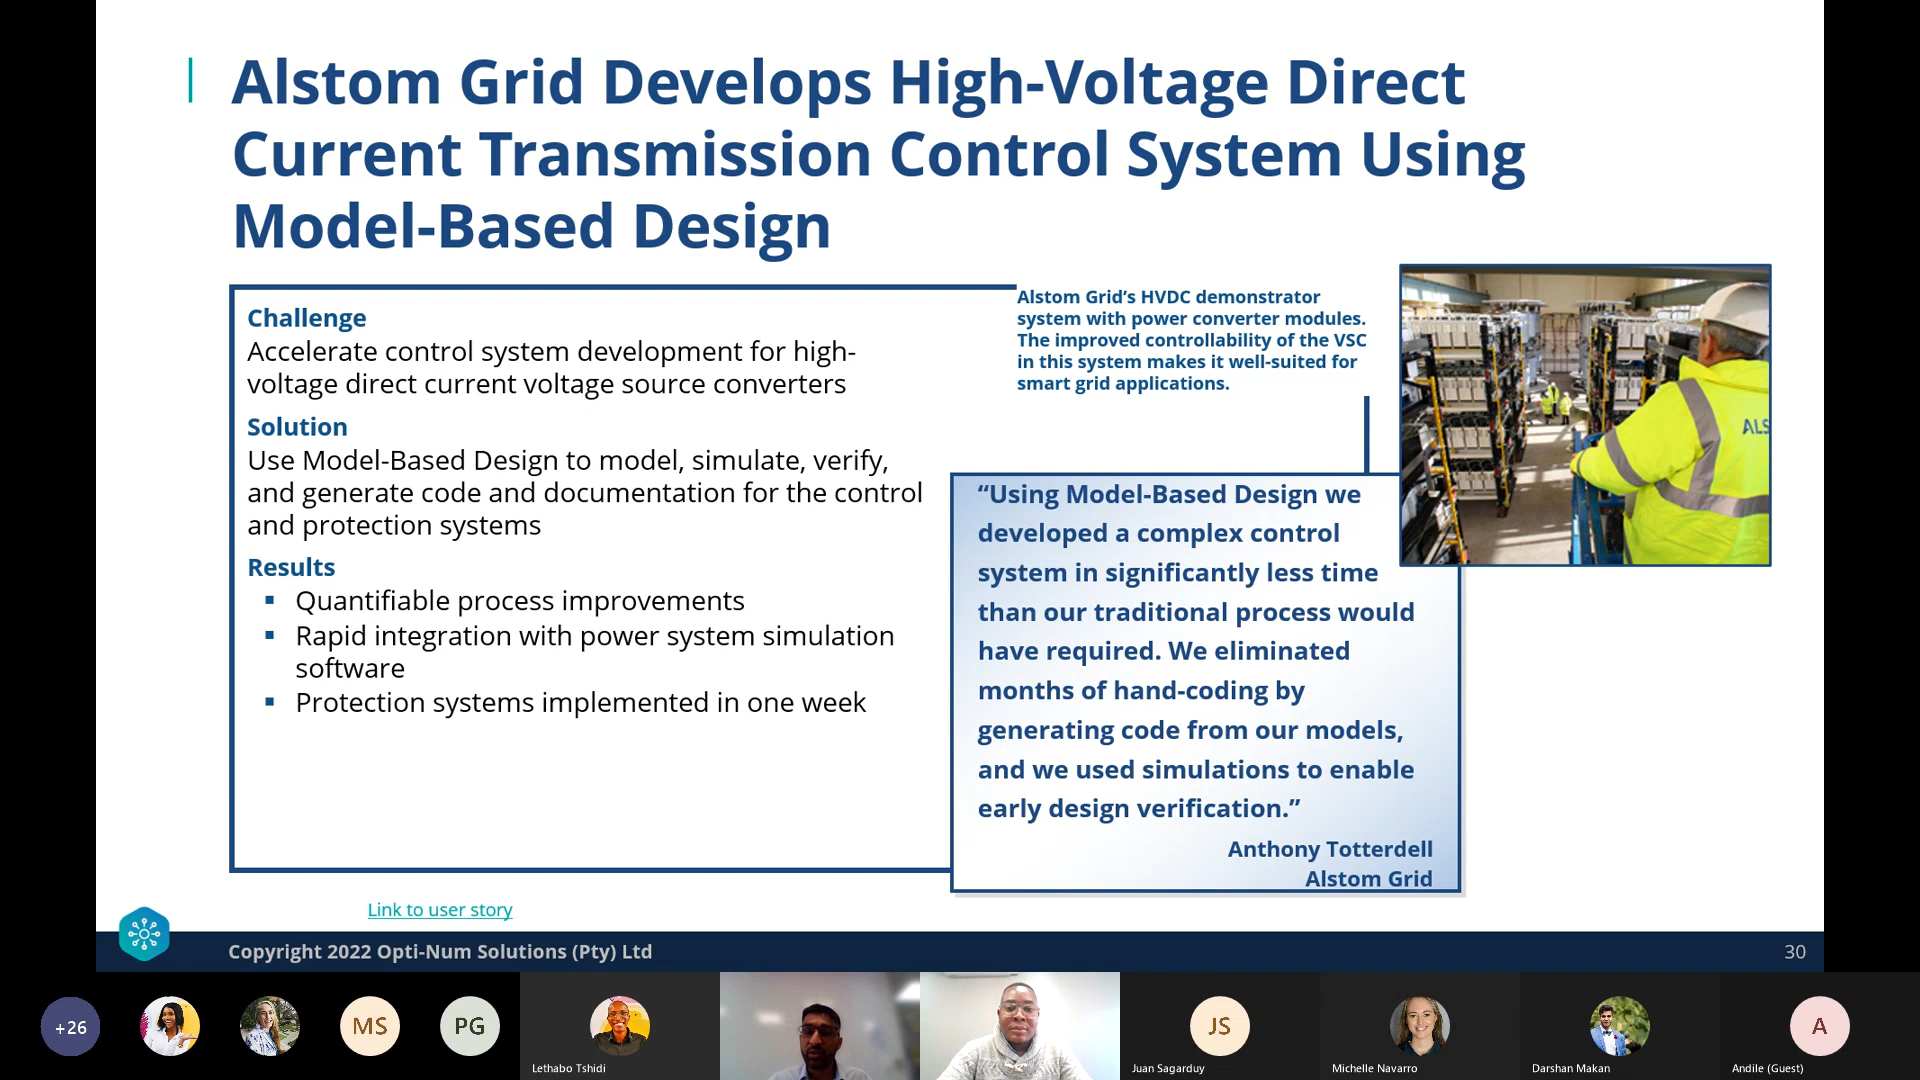 Alstom Grid Develops High-Voltage Direct
Current Transmission Control System Using
Model-Based Design
Challenge
Accelerate control system development for high-
voltage direct current voltage source converters
Solution
Use Model-Based Design to model, simulate, verify,
and generate code and documentation for the control
and protection systems
Results
▪ Quantifiable process improvements
▪ Rapid integration with power system simulation
software
▪ Protection systems implemented in one week
Alstom Grid’s HVDC demonstrator
system with power converter modules.
The improved controllability of the VSC
in this system makes it well-suited for
smart grid applications.
ALS
“Using Model-Based Design we
developed a complex control
system in significantly less time
than our traditional process would
have required. We eliminated
months of hand-coding by
generating code from our models,
and we used simulations to enable
early design verification.”
Anthony Totterdell
Alstom Grid
Link to user story
Copyright 2022 Opti-Num Solutions (Pty) Ltd
30
+26
MS
PG
Lethabo Tshidi
JS
Juan Sagarduy
Michelle Navarro
Darshan Makan
A
Andile (Guest)